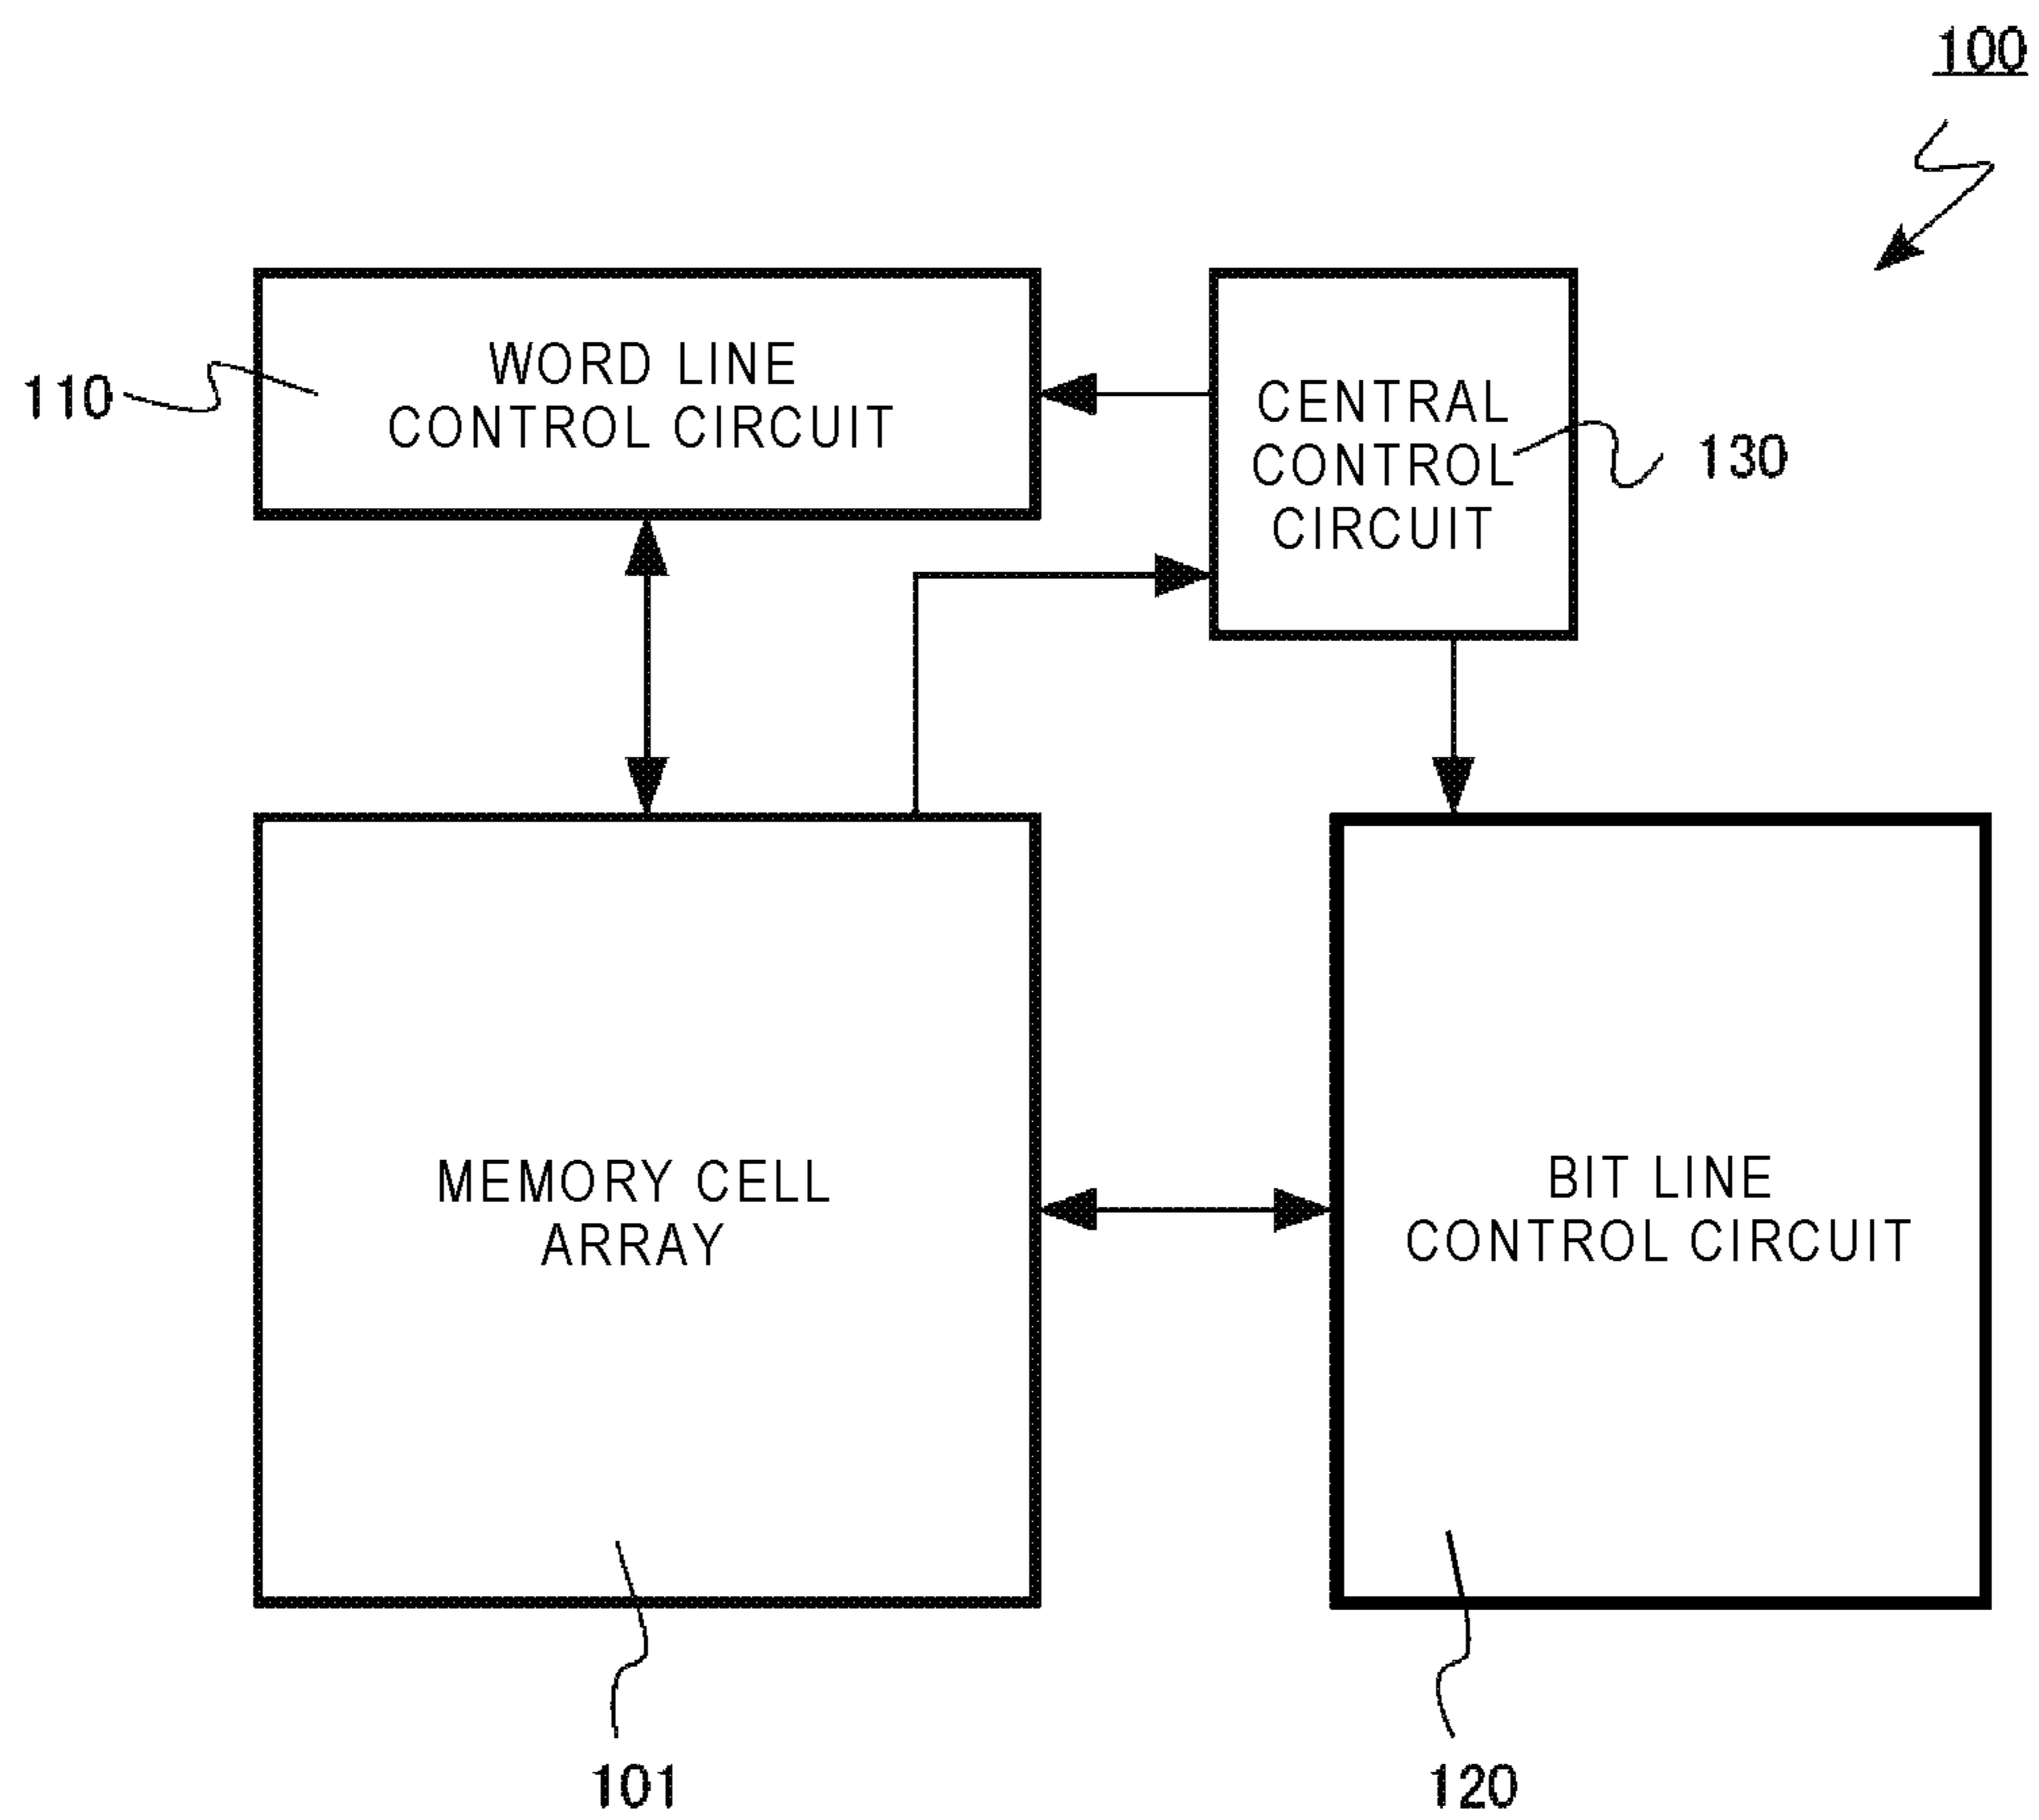 100
WORD LINE
CONTROL CIRCUIT
110
CENTRAL
CONTROL
CIRCUIT
130
MEMORY CELL
ARRAY
BIT LINE
CONTROL CIRCUIT
101
120